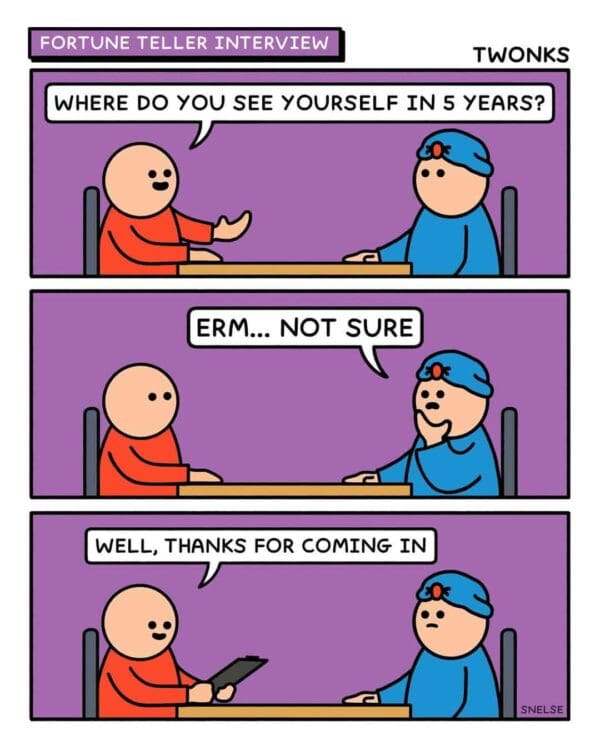 FORTUNE TELLER INTERVIEW
TWONKS
WHERE DO YOU SEE YOURSELF IN 5 YEARS?
ERM... NOT SURE
WELL, THANKS FOR COMING IN
SNELSE